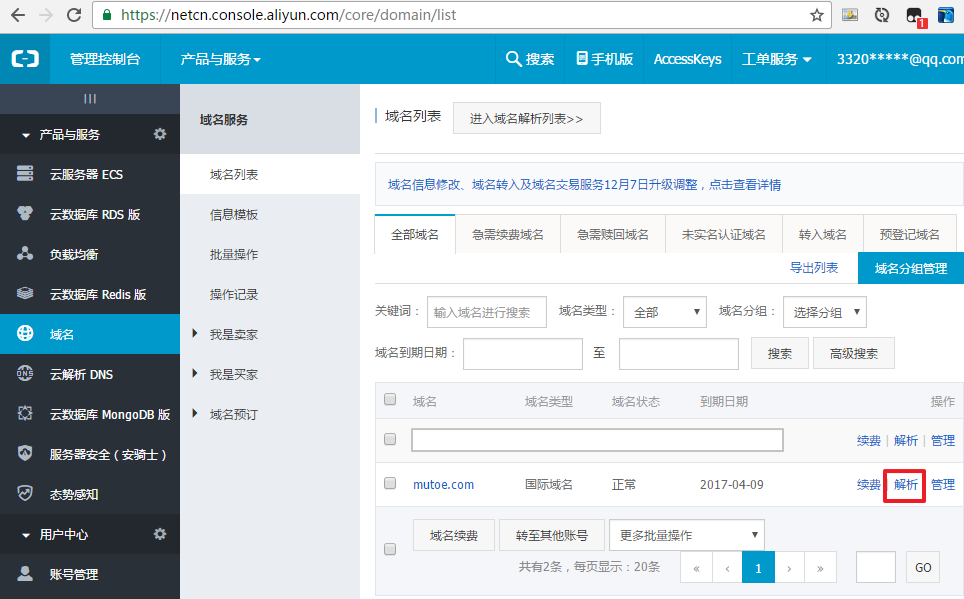 https://netcn.console.aliyun.com/core/domain/list
1
管理控制台 产品与服务 搜索 手机版 AccessKeys 工单服务 3320*****@qq.com
产品与服务
云服务器 ECS
云数据库 RDS 版
负载均衡
云数据库 Redis 版
域名
DNS 云解析 DNS
云数据库 MongoDB 版
服务器安全（安骑士）
态势感知
用户中心
账号管理
域名服务
域名列表
信息模板
批量操作
操作记录
我是卖家
我是买家
域名预订
域名列表 进入域名解析列表>>
域名信息修改、域名转入及域名交易服务12月7日升级调整，点击查看详情
全部域名 急需续费域名 急需赎回域名 未实名认证域名 转入域名 预登记域名
导出列表 域名分组管理
关键词： 输入域名进行搜索 域名类型： 全部 域名分组： 选择分组
域名到期日期： 至 搜索 高级搜索
域名 域名类型 域名状态 到期日期 操作
续费 | 解析 | 管理
mutoe.com 国际域名 正常 2017-04-09 续费 解析 管理
域名续费 转至其他账号 更多批量操作
共有2条，每页显示：20条 « ‹ 1 › » GO